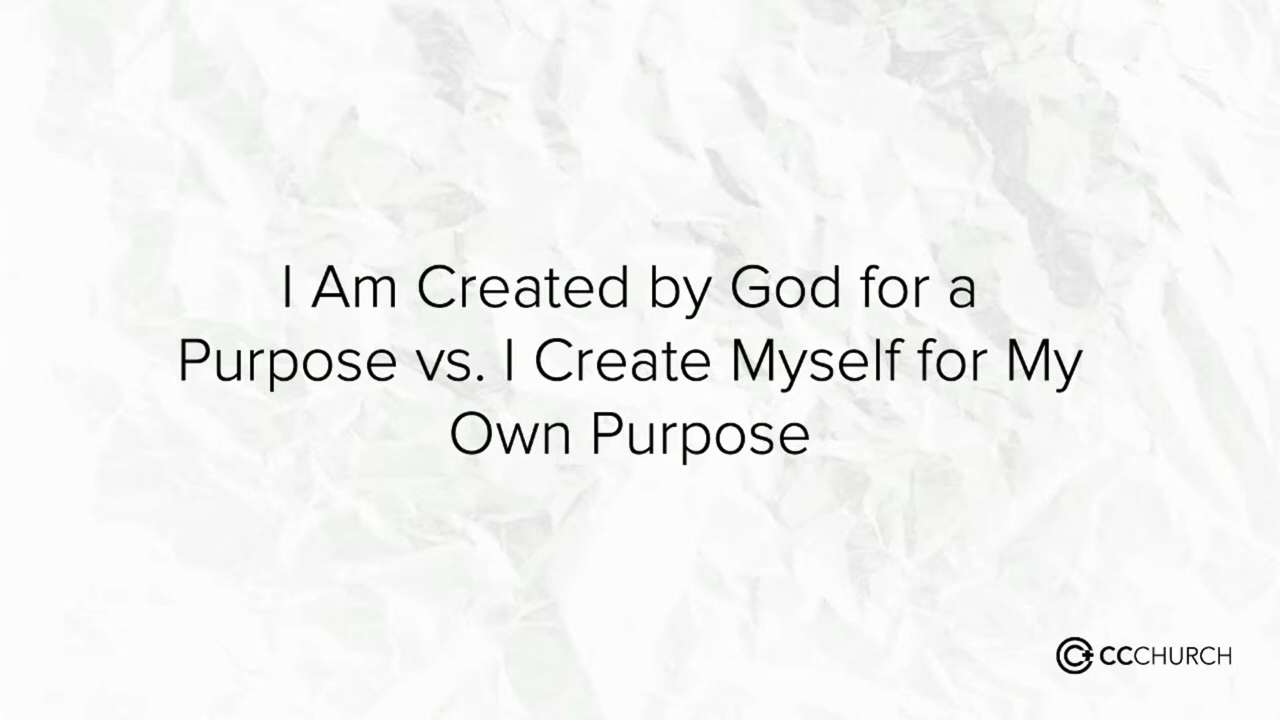 I Am Created by God for a
Purpose vs. I Create Myself for My
Own Purpose
CCCHURCH